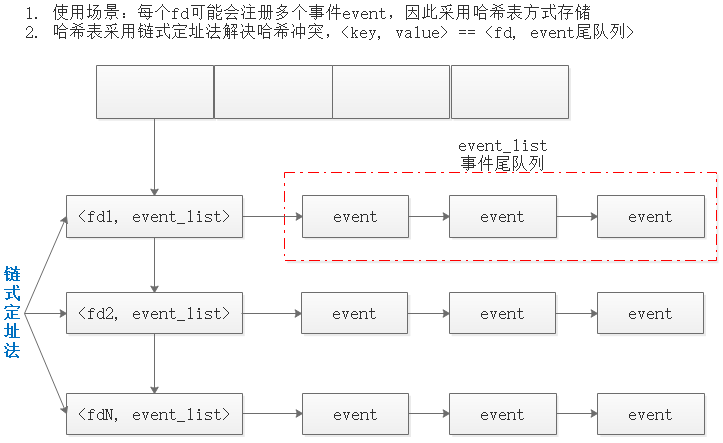 1. 使用场景：每个fd可能会注册多个事件event，因此采用哈希表方式存储
2. 哈希表采用链式定址法解决哈希冲突，<key, value> == <fd, event尾队列>
event_list
事件尾队列
<fd1, event_list>
event
event
event
链式定址法
<fd2, event_list>
event
event
event
<fdN, event_list>
event
event
event